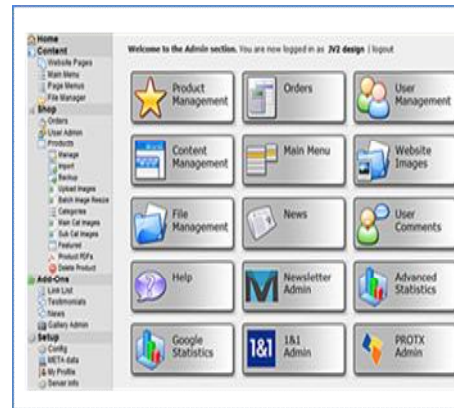 Home
Content
Website Pages
Main Menu
Page Menus
File Manager
Shop
Orders
User Admin
Products
Manage
Import
Backup
Upload Images
Batch Image Resize
Categories
Main Cat Images
Sub Cat Images
Featured
Product PDFs
Delete Product
Add-Ons
Link List
Testimonials
News
Gallery Admin
Setup
Config
META data
My Profile
Server info
Welcome to the Admin section. You are now logged in as JV2 design | logout
Product
Management
Orders
User
Management
Content
Management
Main Menu
Website
Images
File
Management
News
User
Comments
Help
Newsletter
Admin
Advanced
Statistics
Google
Statistics
1&1
1&1
Admin
PROTX
Admin